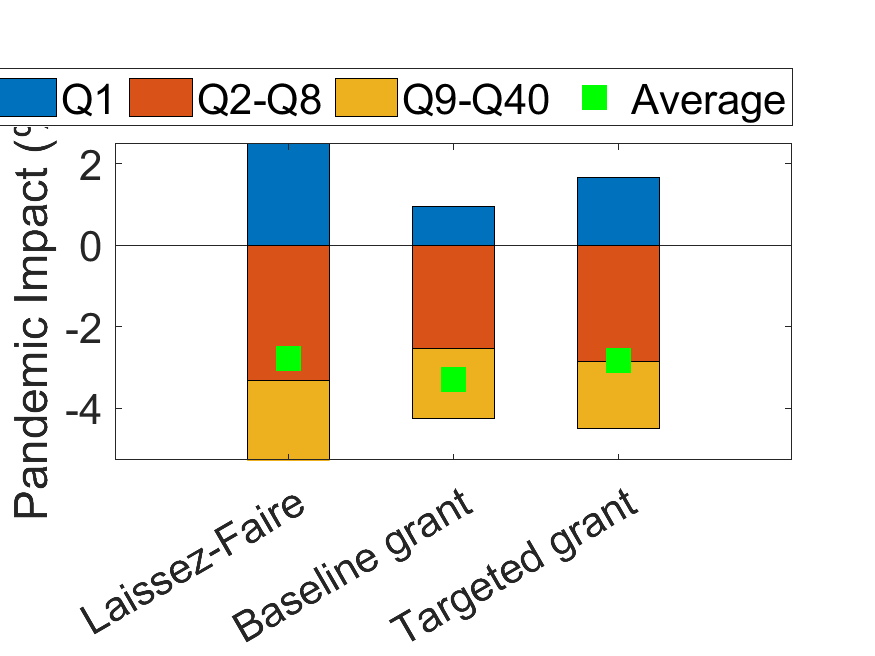 Q1 Q2-Q8 Q9-Q40 Average
Pandemic Impact (%
2
0
-2
-4
Laissez-Faire
Baseline grant
Targeted grant